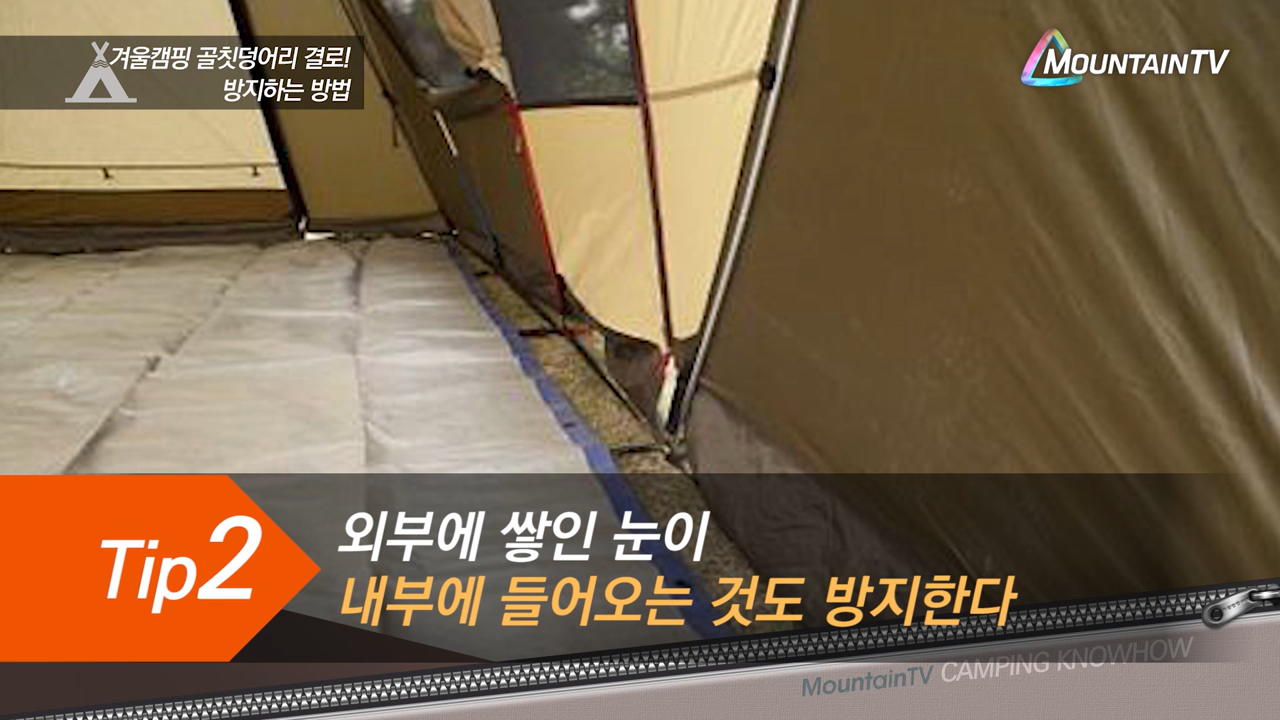 겨울캠핑 골칫덩어리 결로!
방지하는 방법
MOUNTAINTV
Tip2
외부에 쌓인 눈이
내부에 들어오는 것도 방지한다
MountainTV CAMPING KNOWHOW